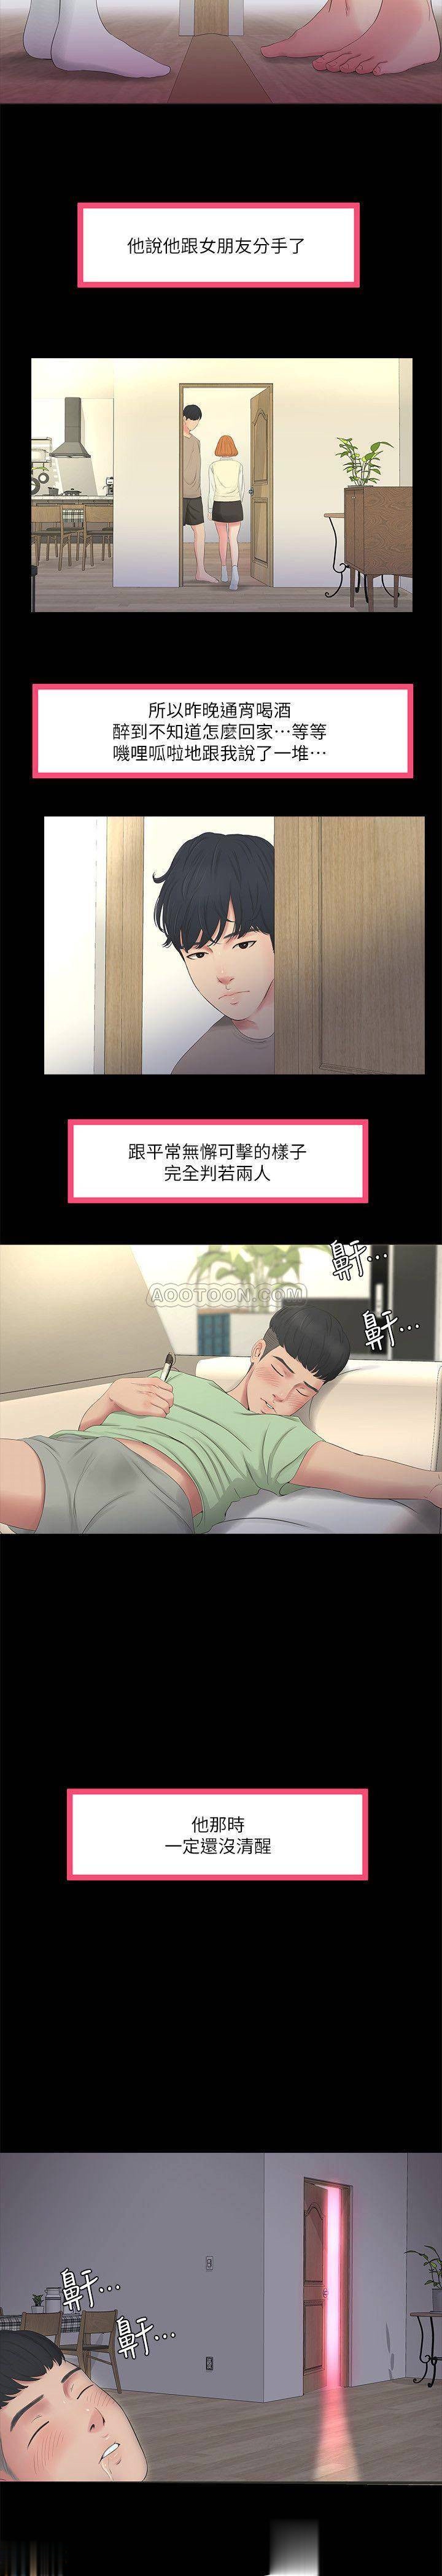 他說他跟女朋友分手了
所以昨晚通宵喝酒
醉到不知道怎麼回家…等等
嘰哩呱啦地跟我說了一堆…
跟平常無懈可擊的樣子
完全判若兩人
鼾…
AOOTOON.COM
鼾…
他那時
一定還沒清醒
鼾…
鼾…